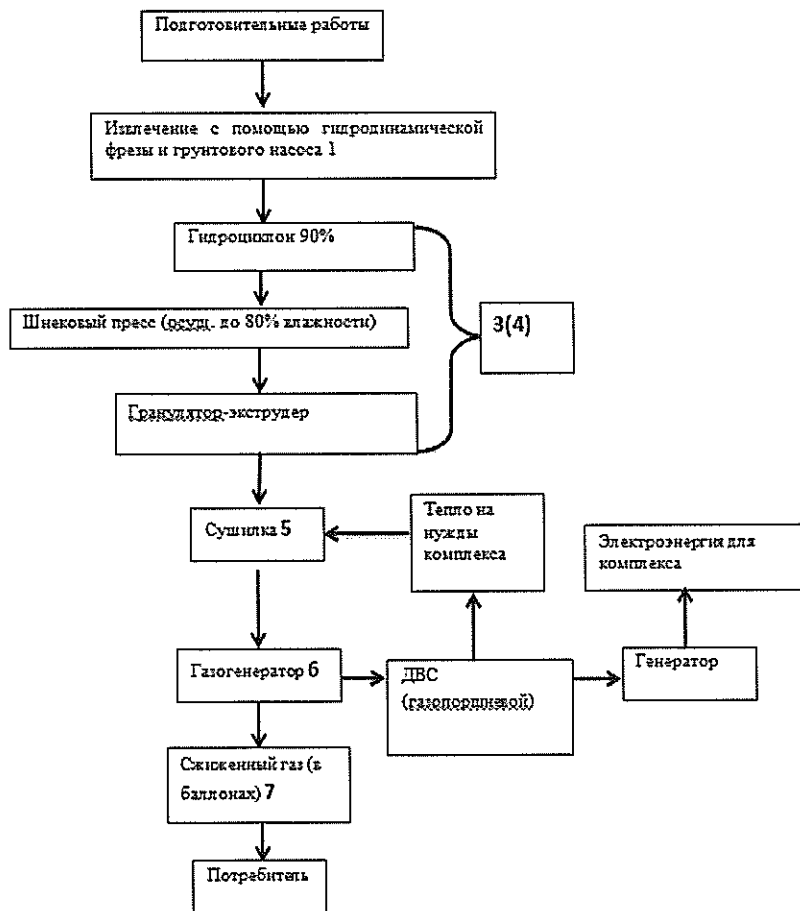 Подготовительные работы
Извлечение с помощью гидродинамической
фрезы и грунтового насоса 1
Гидроциклон 90%
Шнековый пресс (осущ. до 80% влажности)
3(4)
Гранулятор-экструдер
Сушилка 5
Тепло на
нужды
комплекса
Электроэнергия для
комплекса
Газогенератор 6
ДВС
(газопоршневой)
Генератор
Сжиженный газ (в
баллонах) 7
Потребитель